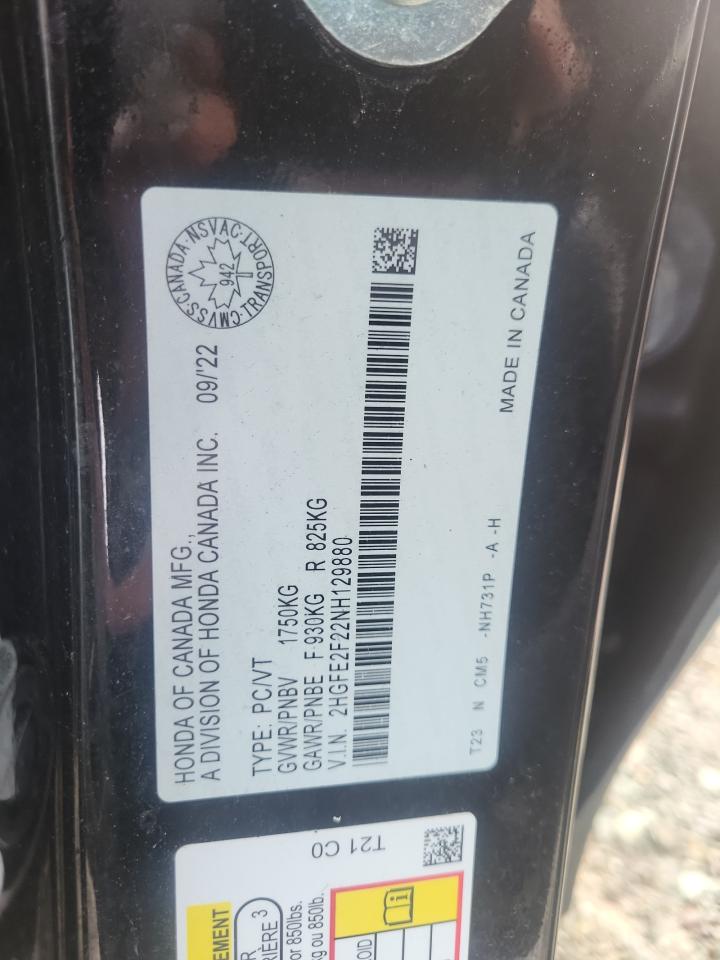 HONDA OF CANADA MFG.,
A DIVISION OF HONDA CANADA INC. 09/'22
CMVSS·CANADA·NSVAC·TRANSPORT·
942
TYPE: PC/VT
GVWR/PNBV 1750KG
GAWR/PNBE F 930KG R 825KG
V.I.N. 2HGFE2F22NH129880
T23 N CM5 -NH731P -A -H
MADE IN CANADA
EMENT
R
IÈRE 3
or 850lbs.
kg ou 850lb.
OID
T21 C0